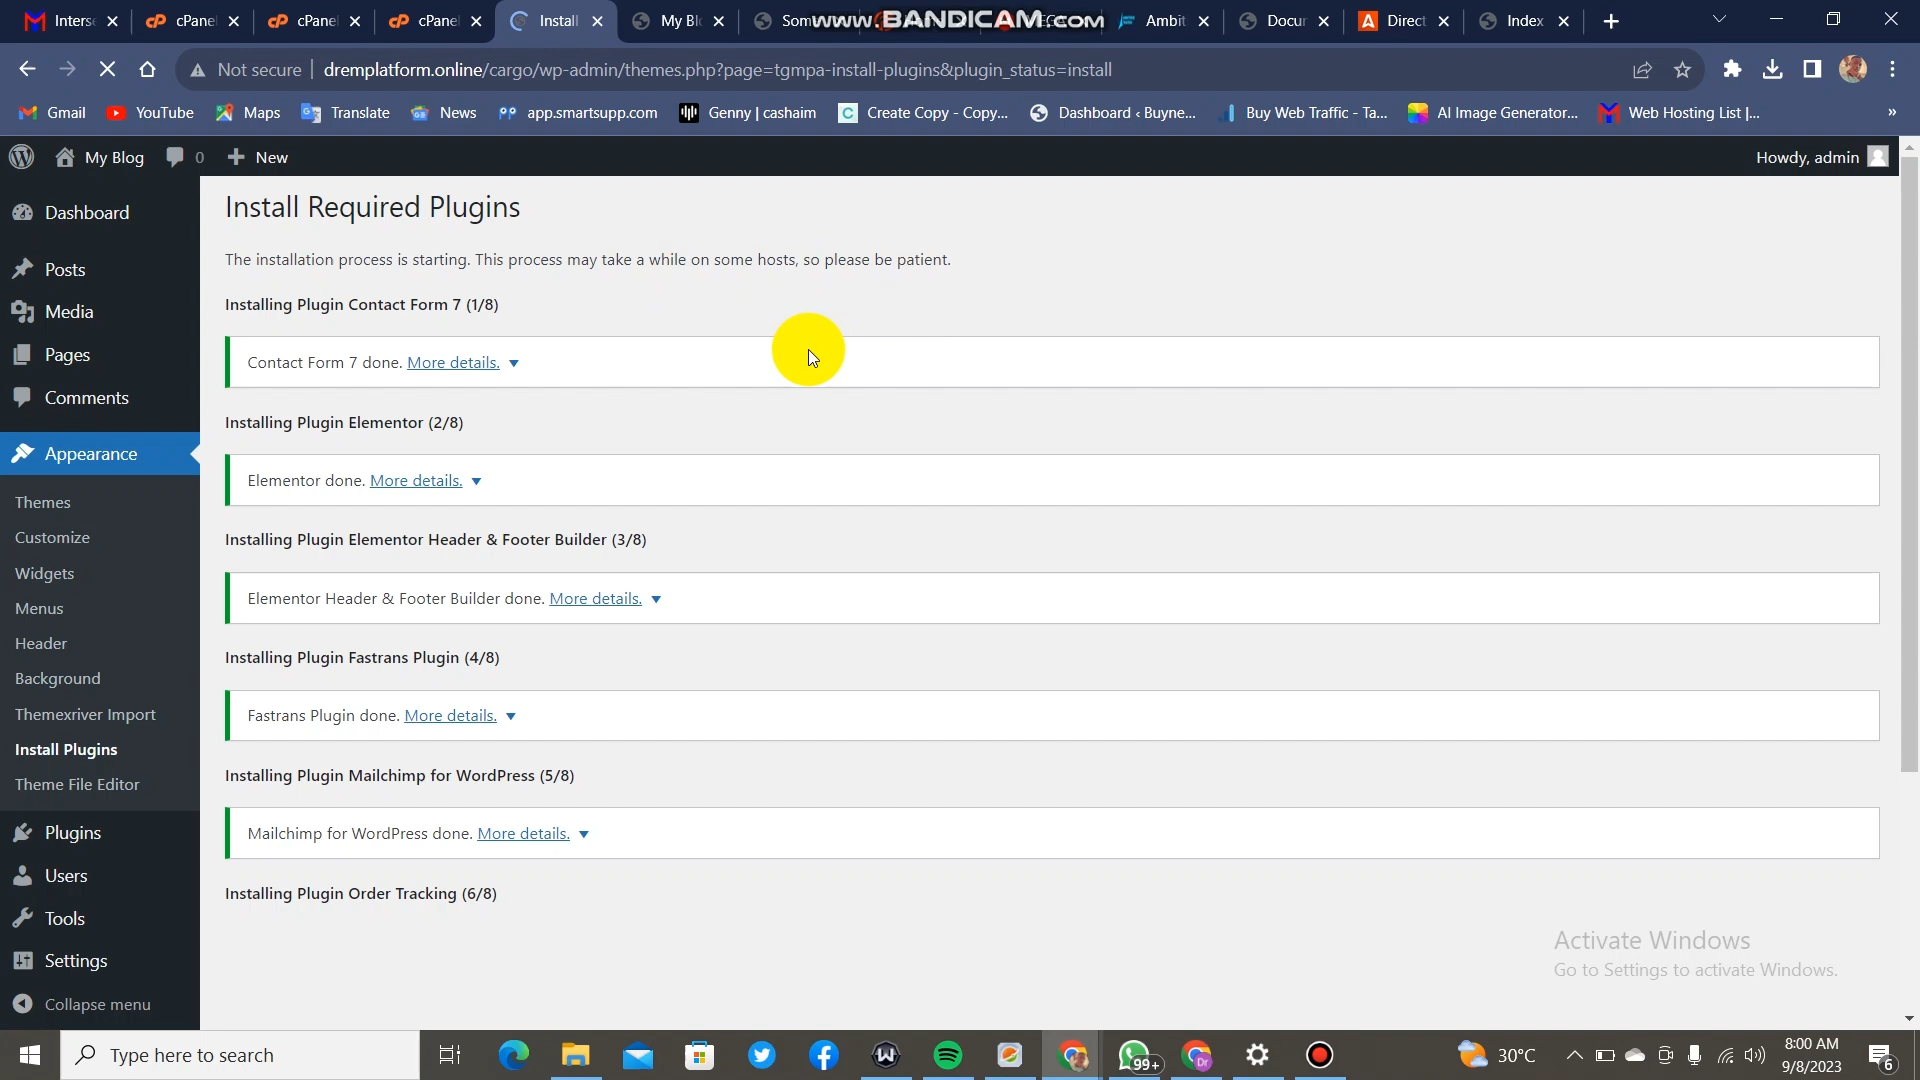 Interse
cPanel
cPanel
cPanel
Install
My Bl
Som
www.BANDICAM.com
Ambit
Docum
Direct
Index
Not secure
dremplatform.online/cargo/wp-admin/themes.php?page=tgmpa-install-plugins&plugin_status=install
Gmail
YouTube
Maps
Translate
News
app.smartsupp.com
Genny | cashaim
Create Copy - Copy...
Dashboard ‹ Buyne...
Buy Web Traffic - Ta...
AI Image Generator...
Web Hosting List |...
»
My Blog
0
New
Howdy, admin
Dashboard
Posts
Media
Pages
Comments
Appearance
Themes
Customize
Widgets
Menus
Header
Background
Themexriver Import
Install Plugins
Theme File Editor
Plugins
Users
Tools
Settings
Collapse menu
Install Required Plugins
The installation process is starting. This process may take a while on some hosts, so please be patient.
Installing Plugin Contact Form 7 (1/8)
Contact Form 7 done. More details.
Installing Plugin Elementor (2/8)
Elementor done. More details.
Installing Plugin Elementor Header & Footer Builder (3/8)
Elementor Header & Footer Builder done. More details.
Installing Plugin Fastrans Plugin (4/8)
Fastrans Plugin done. More details.
Installing Plugin Mailchimp for WordPress (5/8)
Mailchimp for WordPress done. More details.
Installing Plugin Order Tracking (6/8)
Activate Windows
Go to Settings to activate Windows.
Type here to search
99+
Dr
30°C
8:00 AM
9/8/2023
6